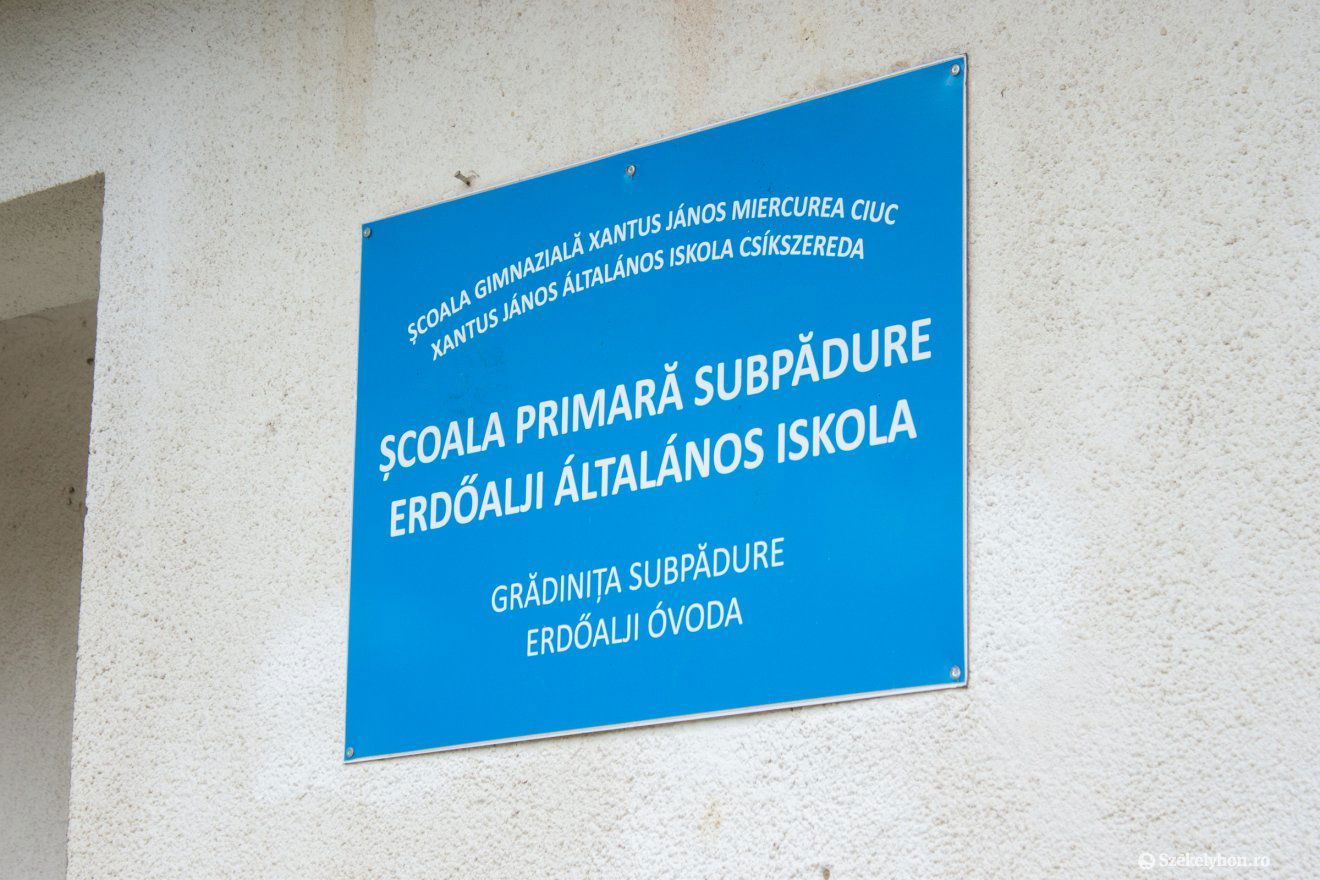 ȘCOALA GIMNAZIALĂ XANTUS JÁNOS MIERCUREA CIUC
XANTUS JÁNOS ÁLTALÁNOS ISKOLA CSÍKSZEREDA
ȘCOALA PRIMARĂ SUBPĂDURE
ERDŐALJI ÁLTALÁNOS ISKOLA
GRĂDINIȚA SUBPĂDURE
ERDŐALJI ÓVODA
Székelyhon.ro